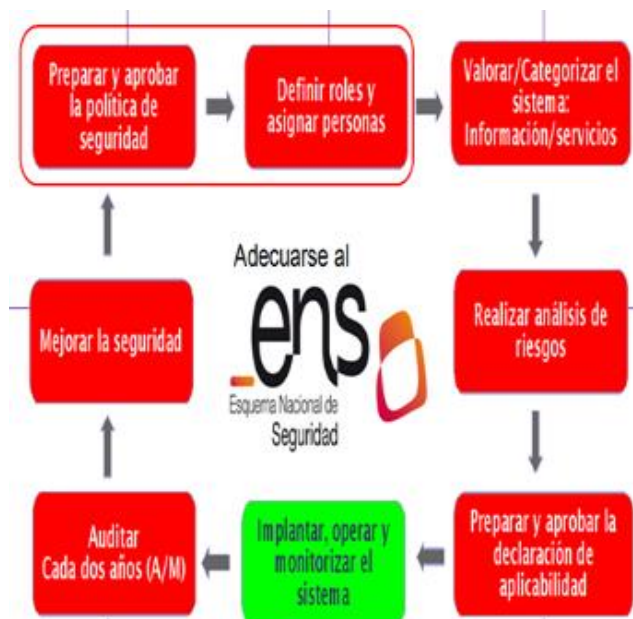 Preparar y aprobar
la política de
seguridad
Definir roles y
asignar personas
Valorar/Categorizar el
sistema:
Información/servicios
Adecuarse al
ens
Esquema Nacional de
Seguridad
Mejorar la seguridad
Realizar análisis de
riesgos
Auditar
Cada dos años (A/M)
Implantar, operar y
monitorizar el
sistema
Preparar y aprobar la
declaración de
aplicabilidad